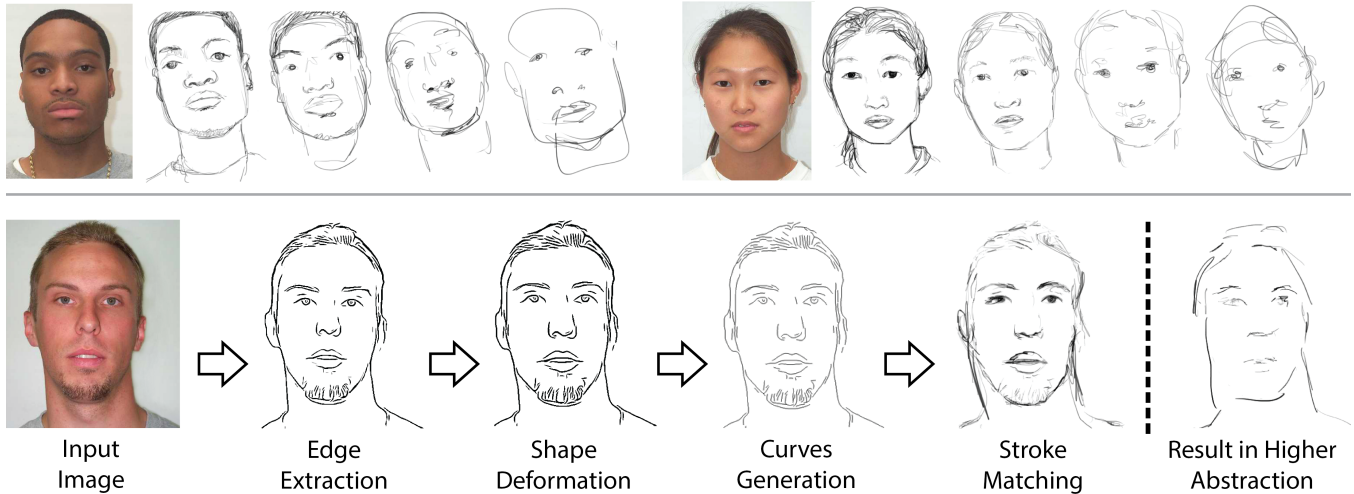 Input
Image
Edge
Extraction
Shape
Deformation
Curves
Generation
Stroke
Matching
Result in Higher
Abstraction